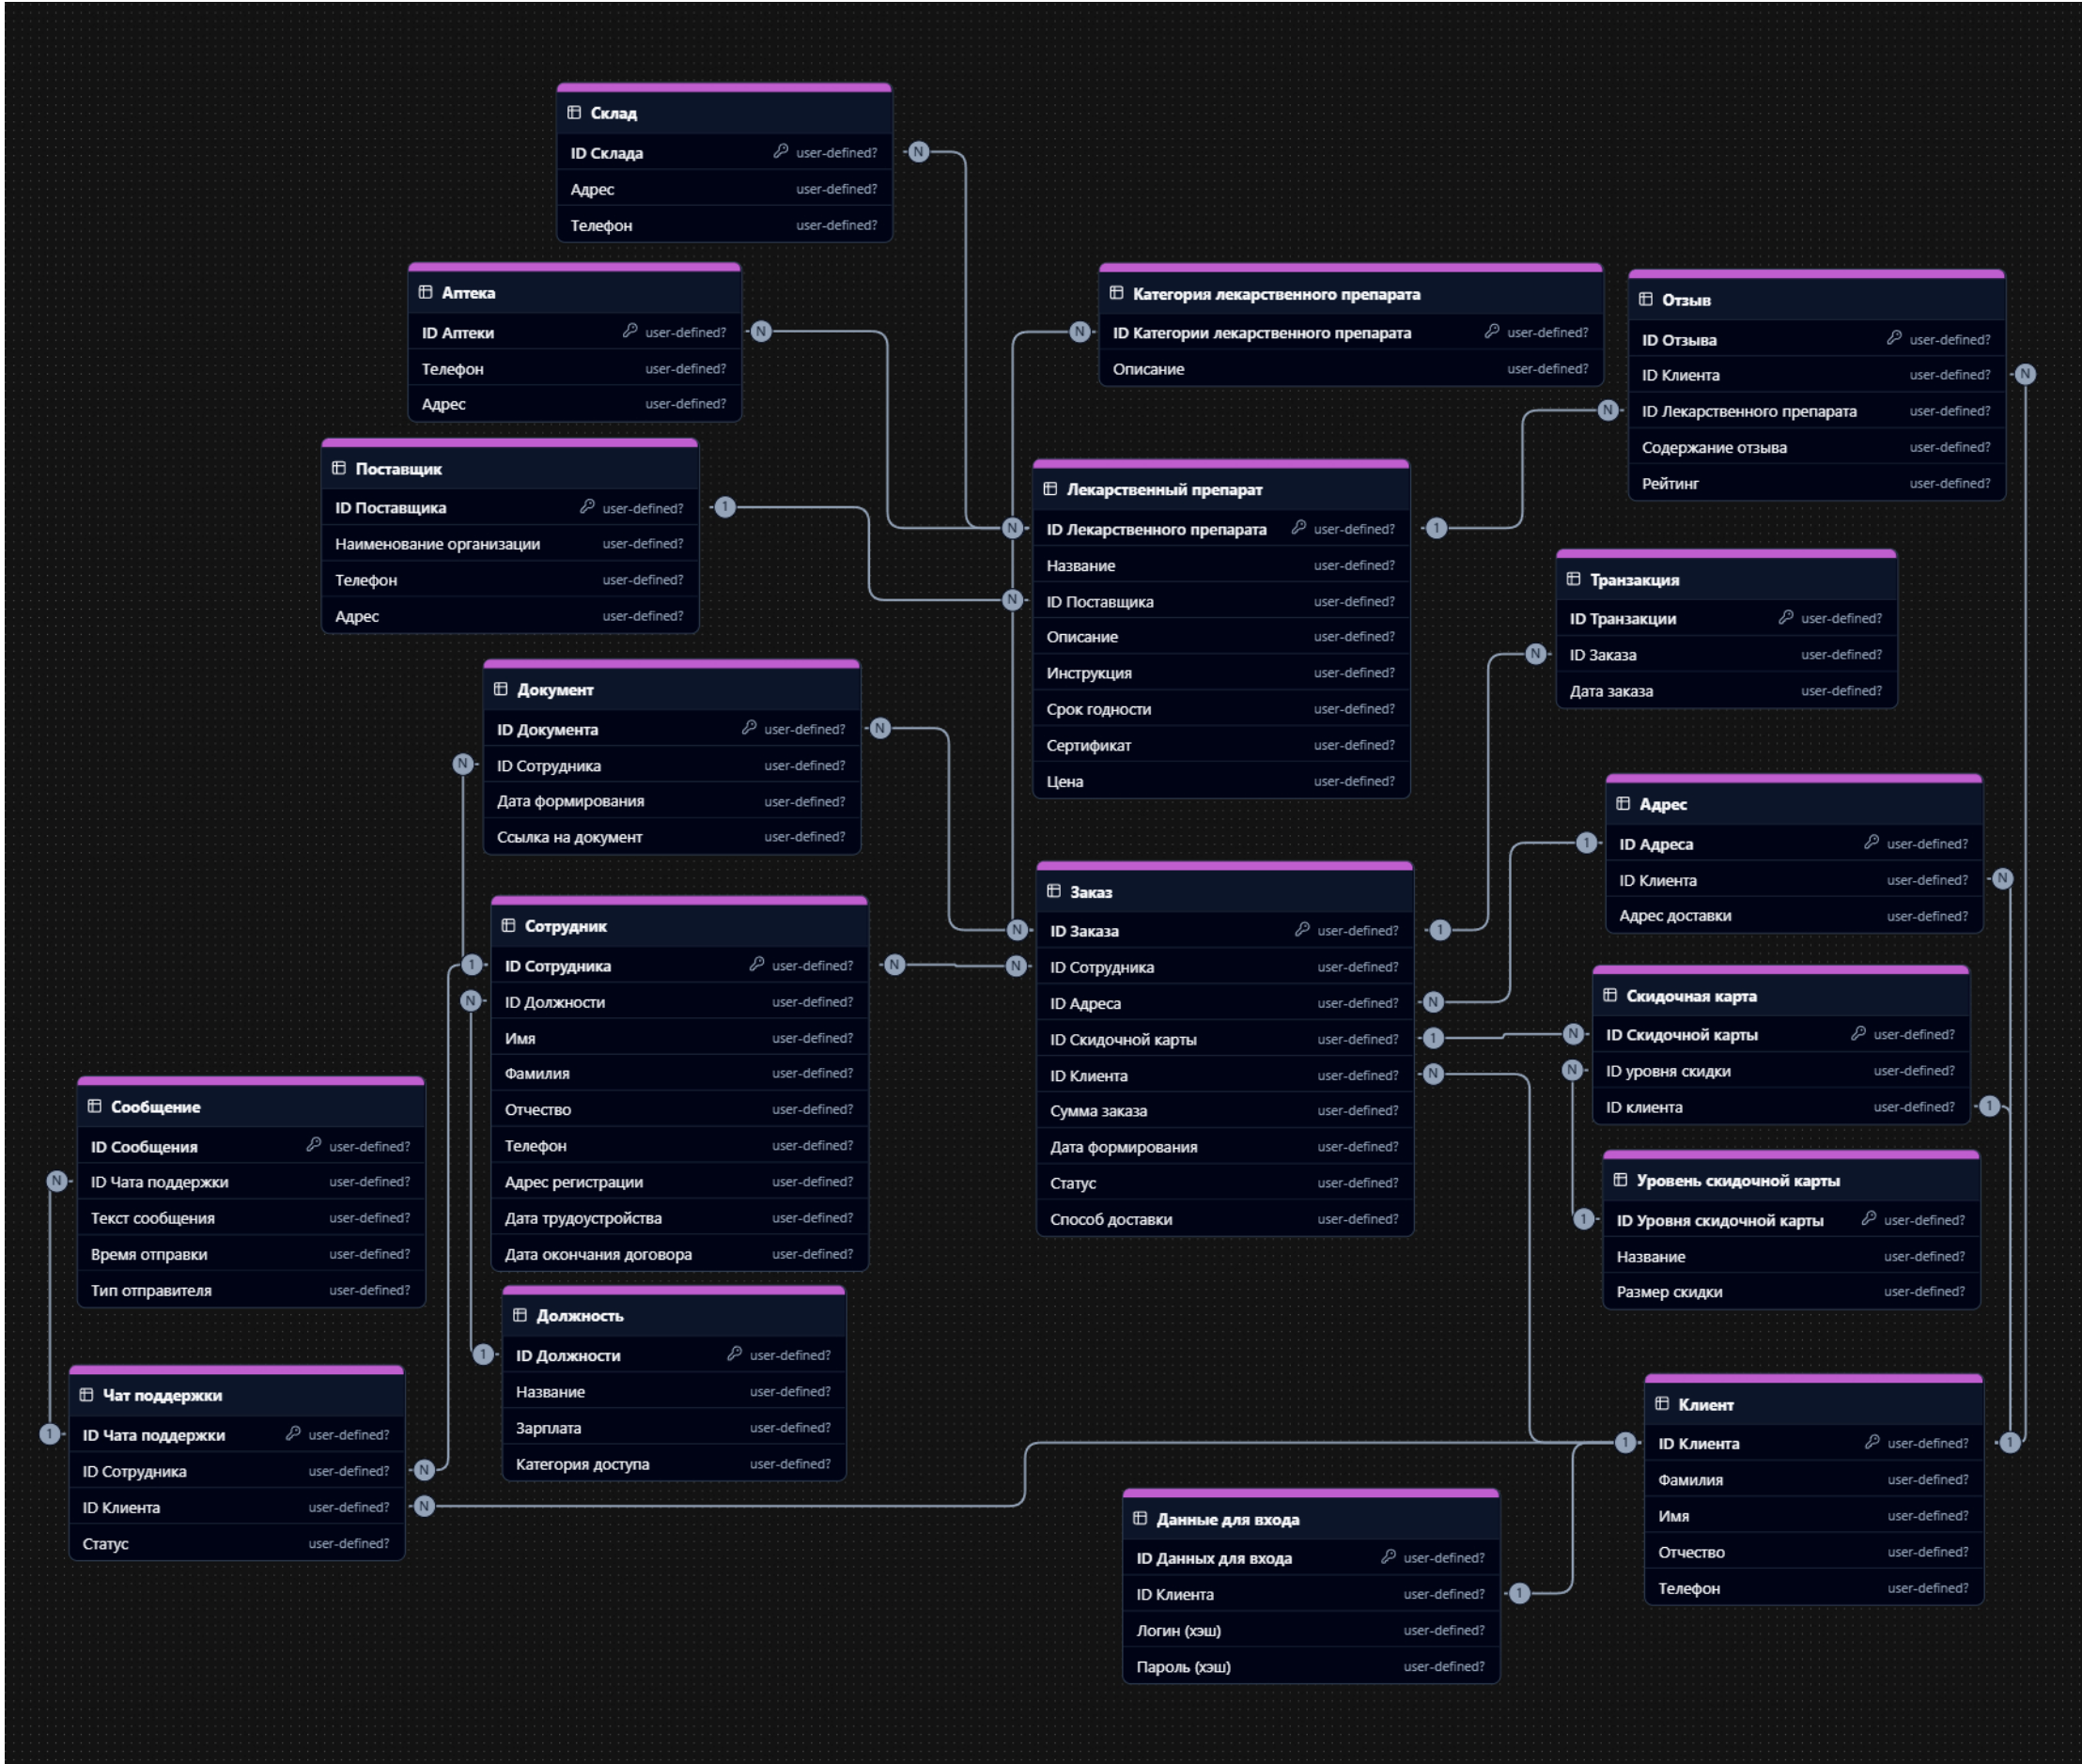 Склад
ID Склада user-defined?
Адрес user-defined?
Телефон user-defined?
N
Аптека
ID Аптеки user-defined?
Телефон user-defined?
Адрес user-defined?
N
Категория лекарственного препарата
ID Категории лекарственного препарата user-defined?
Описание user-defined?
N
Отзыв
ID Отзыва user-defined?
ID Клиента user-defined?
ID Лекарственного препарата user-defined?
Содержание отзыва user-defined?
Рейтинг user-defined?
N
N
Поставщик
ID Поставщика user-defined?
Наименование организации user-defined?
Телефон user-defined?
Адрес user-defined?
1
Лекарственный препарат
ID Лекарственного препарата user-defined?
Название user-defined?
ID Поставщика user-defined?
Описание user-defined?
Инструкция user-defined?
Срок годности user-defined?
Сертификат user-defined?
Цена user-defined?
N
N
1
Транзакция
ID Транзакции user-defined?
ID Заказа user-defined?
Дата заказа user-defined?
N
Документ
ID Документа user-defined?
ID Сотрудника user-defined?
Дата формирования user-defined?
Ссылка на документ user-defined?
N
N
Адрес
ID Адреса user-defined?
ID Клиента user-defined?
Адрес доставки user-defined?
1
N
Сотрудник
ID Сотрудника user-defined?
ID Должности user-defined?
Имя user-defined?
Фамилия user-defined?
Отчество user-defined?
Телефон user-defined?
Адрес регистрации user-defined?
Дата трудоустройства user-defined?
Дата окончания договора user-defined?
1
N
N
Заказ
ID Заказа user-defined?
ID Сотрудника user-defined?
ID Адреса user-defined?
ID Скидочной карты user-defined?
ID Клиента user-defined?
Сумма заказа user-defined?
Дата формирования user-defined?
Статус user-defined?
Способ доставки user-defined?
N
N
1
N
1
N
Скидочная карта
ID Скидочной карты user-defined?
ID уровня скидки user-defined?
ID клиента user-defined?
N
N
1
Уровень скидочной карты
ID Уровня скидочной карты user-defined?
Название user-defined?
Размер скидки user-defined?
1
Сообщение
ID Сообщения user-defined?
ID Чата поддержки user-defined?
Текст сообщения user-defined?
Время отправки user-defined?
Тип отправителя user-defined?
N
Должность
ID Должности user-defined?
Название user-defined?
Зарплата user-defined?
Категория доступа user-defined?
1
Чат поддержки
ID Чата поддержки user-defined?
ID Сотрудника user-defined?
ID Клиента user-defined?
Статус user-defined?
1
N
N
Клиент
ID Клиента user-defined?
Фамилия user-defined?
Имя user-defined?
Отчество user-defined?
Телефон user-defined?
1
1
Данные для входа
ID Данных для входа user-defined?
ID Клиента user-defined?
Логин (хэш) user-defined?
Пароль (хэш) user-defined?
1